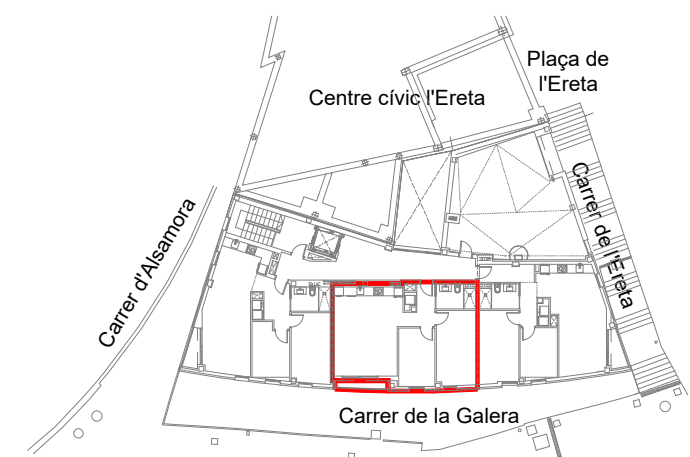 Plaça de
l'Ereta
Centre cívic l'Ereta
Carrer d'Alsamora
Carrer de l'Ereta
Carrer de la Galera